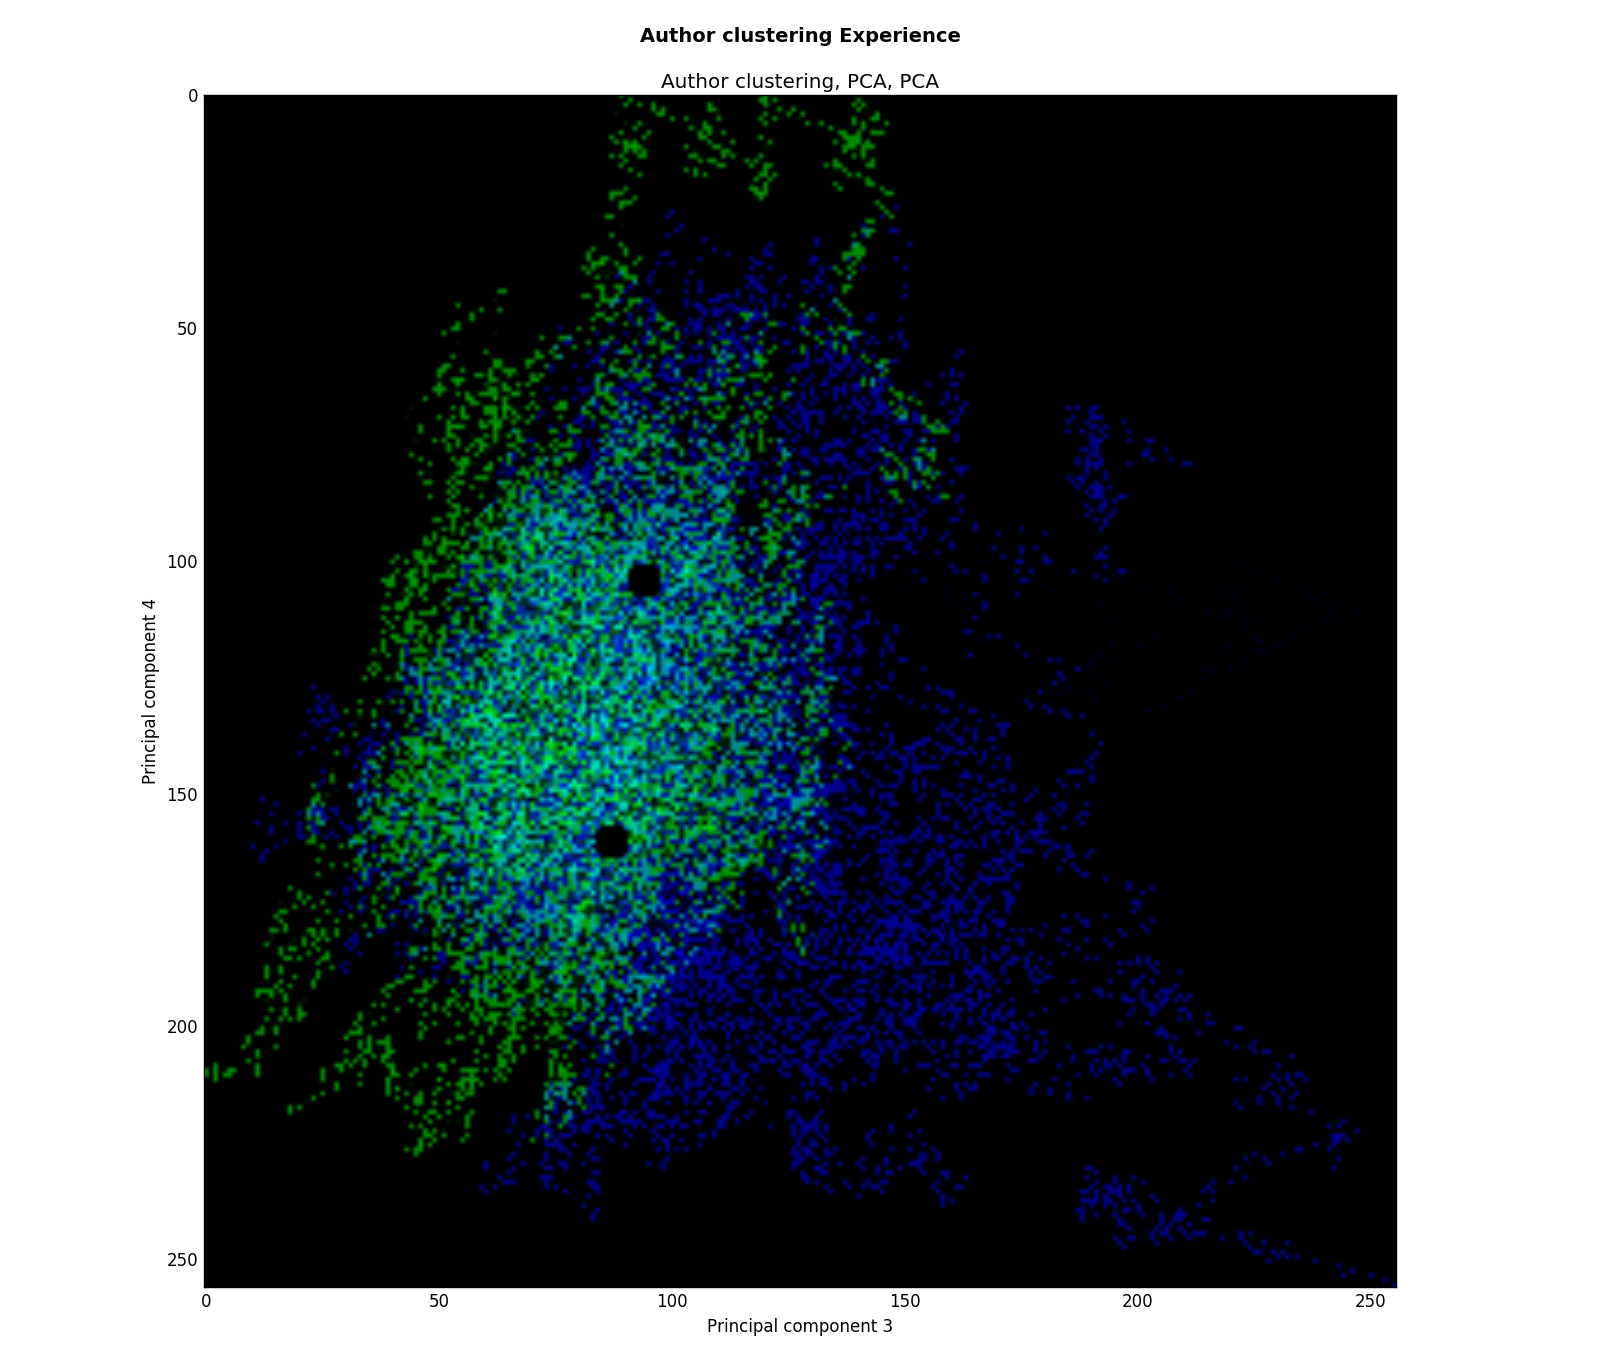 Author clustering Experience
Author clustering, PCA, PCA
0
50
100
150
200
250
Principal component 4
0 50 100 150 200 250
Principal component 3